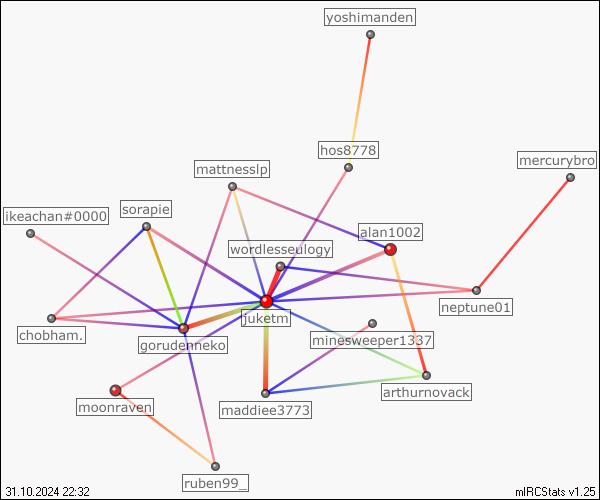 yoshimanden
hos8778
mercurybro
mattnesslp
sorapie
ikeachan#0000
alan1002
wordlesseulogy
neptune01
juketm
chobham.
minesweeper1337
gorudenneko
arthurnovack
moonraven
maddiee3773
ruben99_
31.10.2024 22:32
mIRCStats v1.25